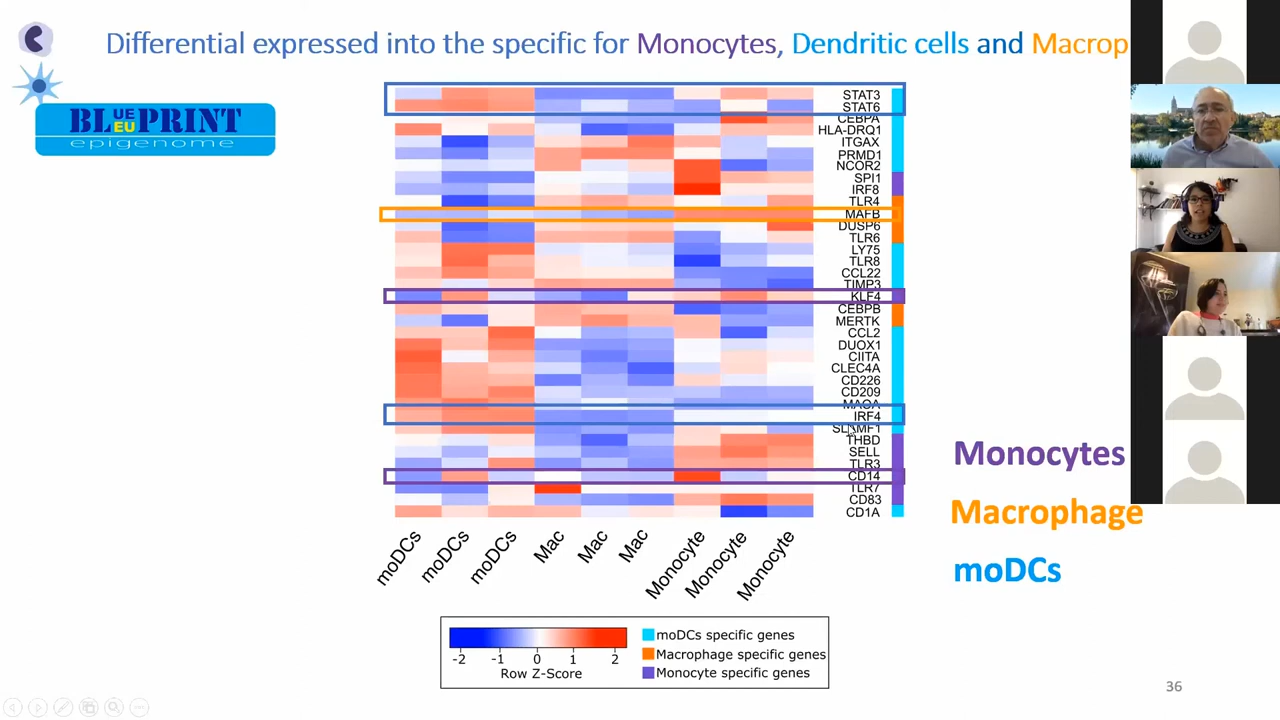 Differential expressed into the specific for Monocytes, Dendritic cells and Macrop
BLUEPRINT
epigenome
STAT3
STAT6
CEBPA
HLA-DRQ1
ITGAX
PRMD1
NCOR2
SPI1
IRF8
TLR4
MAFB
DUSP6
TLR6
LY75
TLR8
CCL22
TIMP3
KLF4
CEBPB
MERTK
CCL2
DUOX1
CIITA
CLEC4A
CD226
CD209
MAOA
IRF4
SLAMF1
THBD
SELL
TLR3
CD14
TLR7
CD83
CD1A
Monocytes
Macrophage
moDCs
moDCs moDCs moDCs Mac Mac Mac Monocyte Monocyte Monocyte
-2 -1 0 1 2
Row Z-Score
moDCs specific genes
Macrophage specific genes
Monocyte specific genes
36